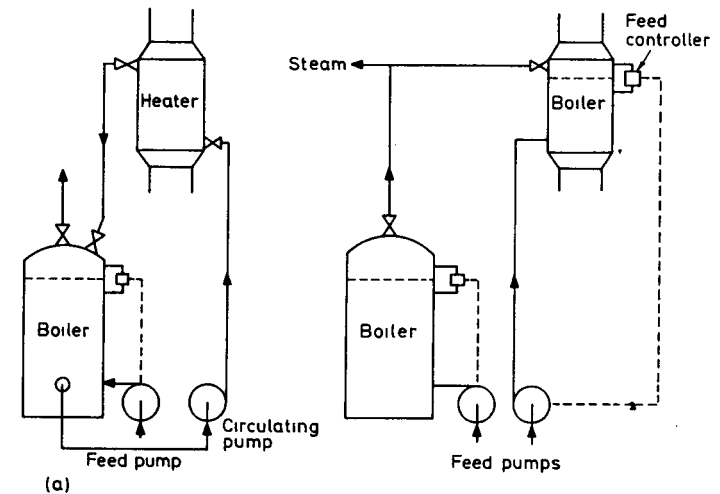 Feed
controller
Steam
Heater
Boiler
Boiler
Boiler
Circulating
pump
Feed pump
Feed pumps
(a)